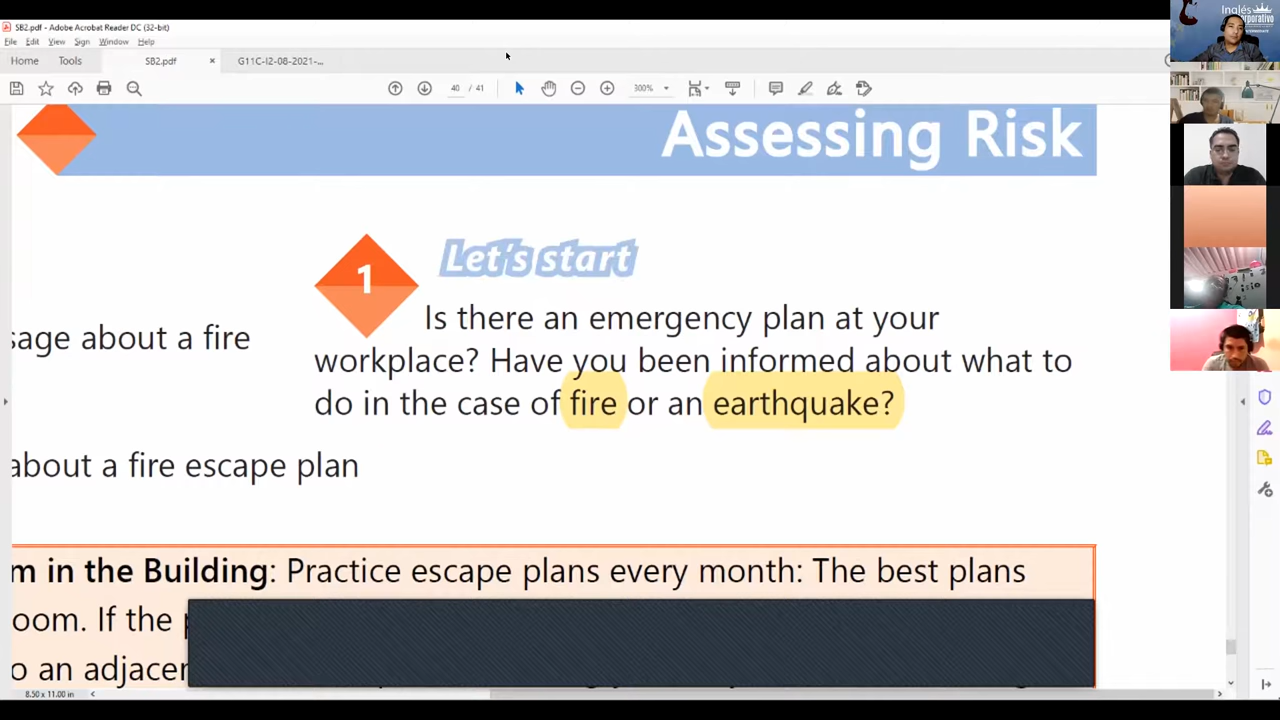 SB2.pdf - Adobe Acrobat Reader DC (32-bit)
File Edit View Sign Window Help
Home Tools SB2.pdf × G11C-I2-08-2021-...
40 / 41 300%
Assessing Risk
1 Let's start
Is there an emergency plan at your
sage about a fire
workplace? Have you been informed about what to
do in the case of fire or an earthquake?
about a fire escape plan
m in the Building: Practice escape plans every month: The best plans
oom. If the
o an adjacen
8.50 x 11.00 in
Inglés